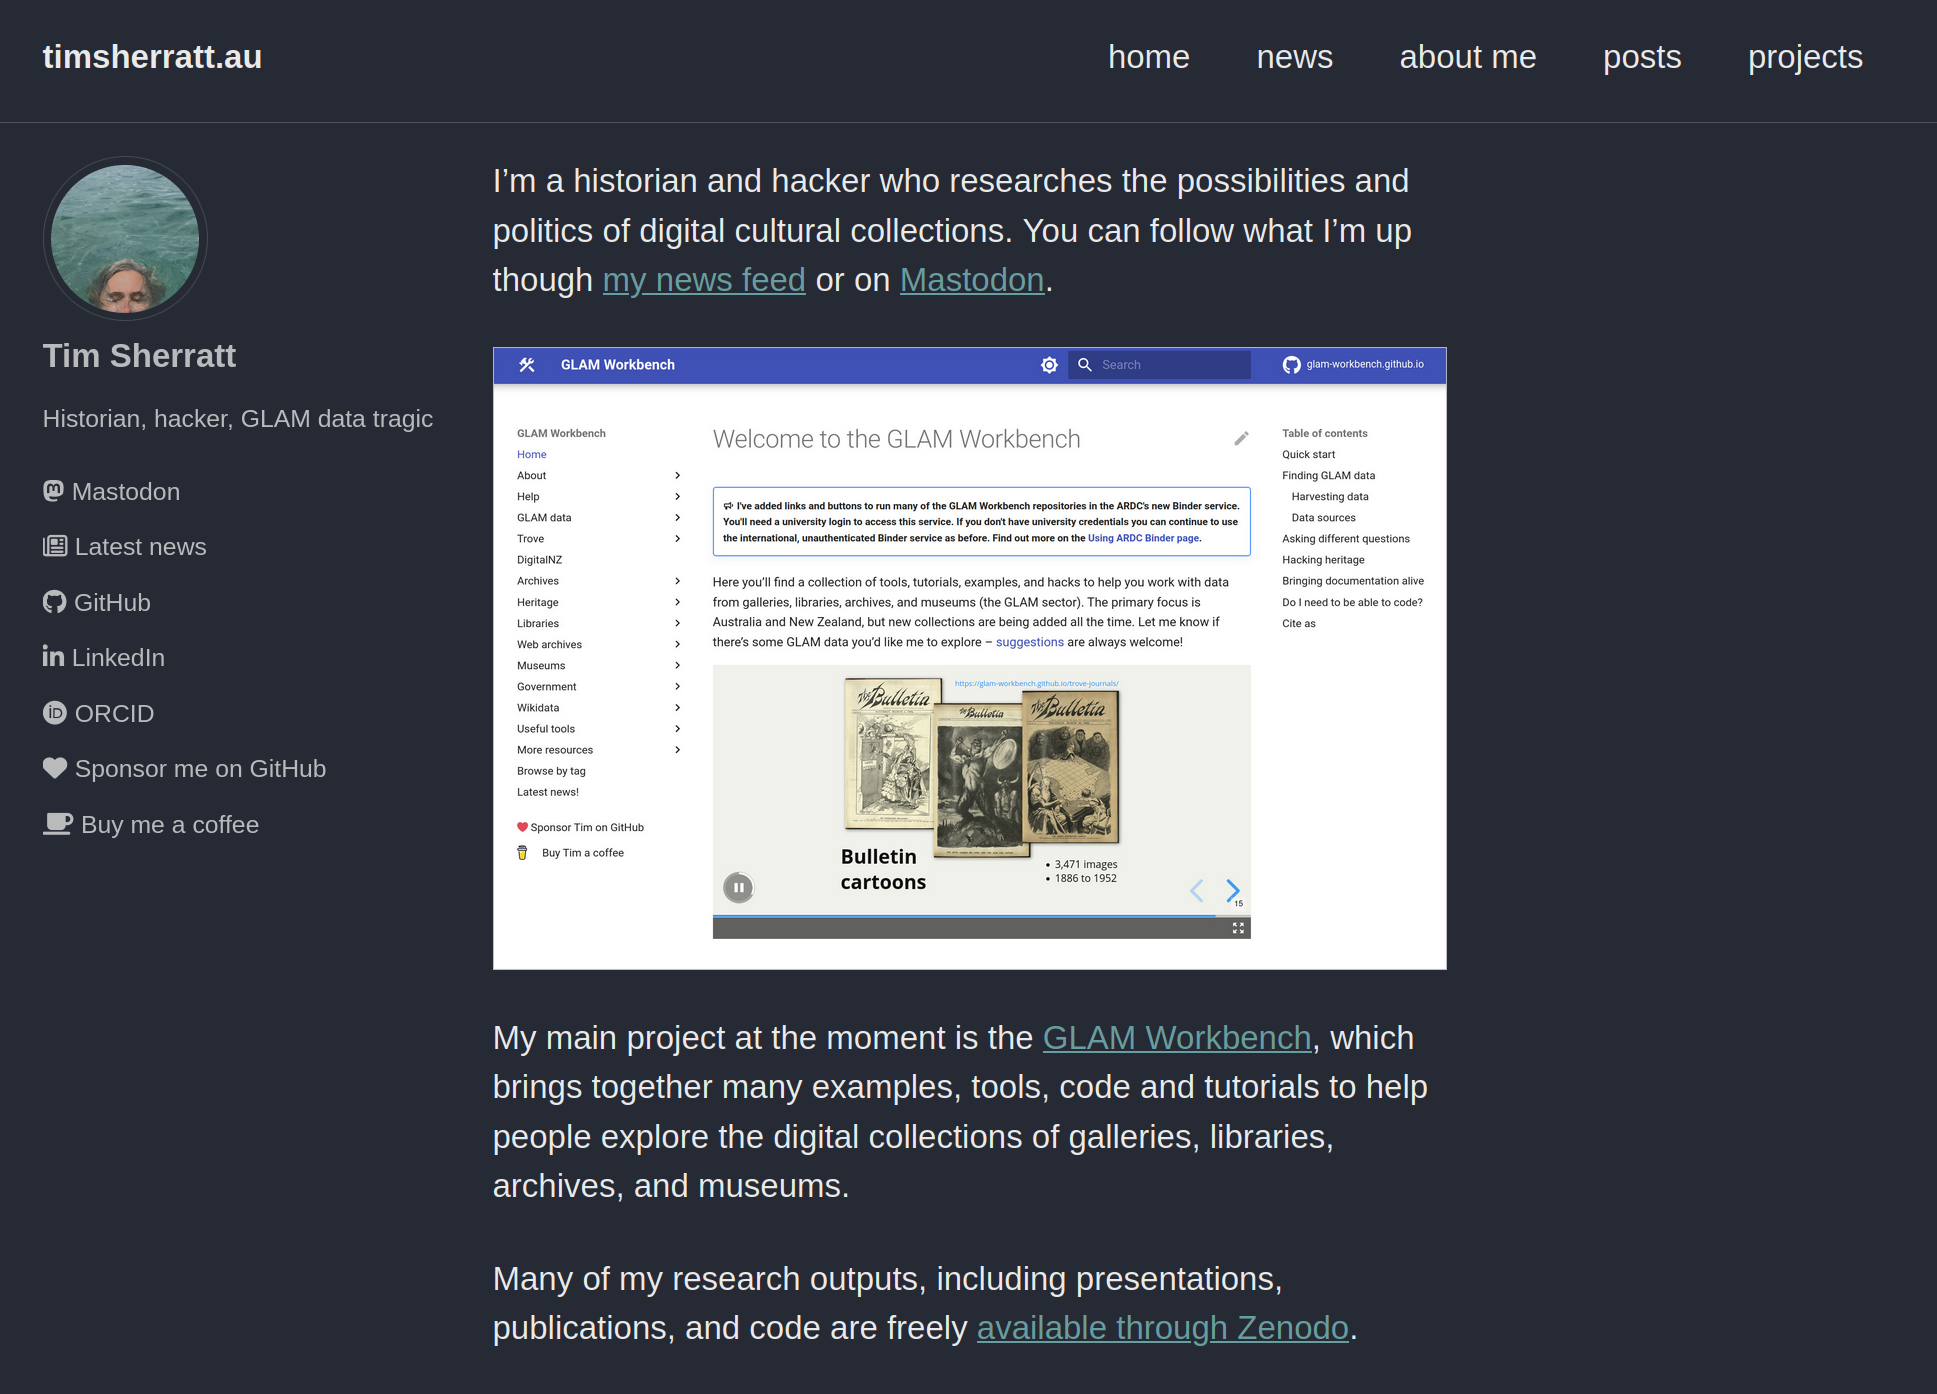 timsherratt.au
home
news
about me
posts
projects
Tim Sherratt
Historian, hacker, GLAM data tragic
Mastodon
Latest news
GitHub
LinkedIn
ORCID
Sponsor me on GitHub
Buy me a coffee
I’m a historian and hacker who researches the possibilities and
politics of digital cultural collections. You can follow what I’m up
though my news feed or on Mastodon.
GLAM Workbench
Search
glam-workbench.github.io
GLAM Workbench
Home
About
Help
GLAM data
Trove
DigitalNZ
Archives
Heritage
Libraries
Web archives
Museums
Government
Wikidata
Useful tools
More resources
Browse by tag
Latest news!
Sponsor Tim on GitHub
Buy Tim a coffee
Welcome to the GLAM Workbench
I've added links and buttons to run many of the GLAM Workbench repositories in the ARDC's new Binder service.
You'll need a university login to access this service. If you don't have university credentials you can continue to use
the international, unauthenticated Binder service as before. Find out more on the Using ARDC Binder page.
Here you’ll find a collection of tools, tutorials, examples, and hacks to help you work with data
from galleries, libraries, archives, and museums (the GLAM sector). The primary focus is
Australia and New Zealand, but new collections are being added all the time. Let me know if
there’s some GLAM data you’d like me to explore – suggestions are always welcome!
https://glam-workbench.github.io/trove-journals/
The Bulletin
The Bulletin
The Bulletin
Bulletin
cartoons
• 3,471 images
• 1886 to 1952
15
Table of contents
Quick start
Finding GLAM data
Harvesting data
Data sources
Asking different questions
Hacking heritage
Bringing documentation alive
Do I need to be able to code?
Cite as
My main project at the moment is the GLAM Workbench, which
brings together many examples, tools, code and tutorials to help
people explore the digital collections of galleries, libraries,
archives, and museums.
Many of my research outputs, including presentations,
publications, and code are freely available through Zenodo.